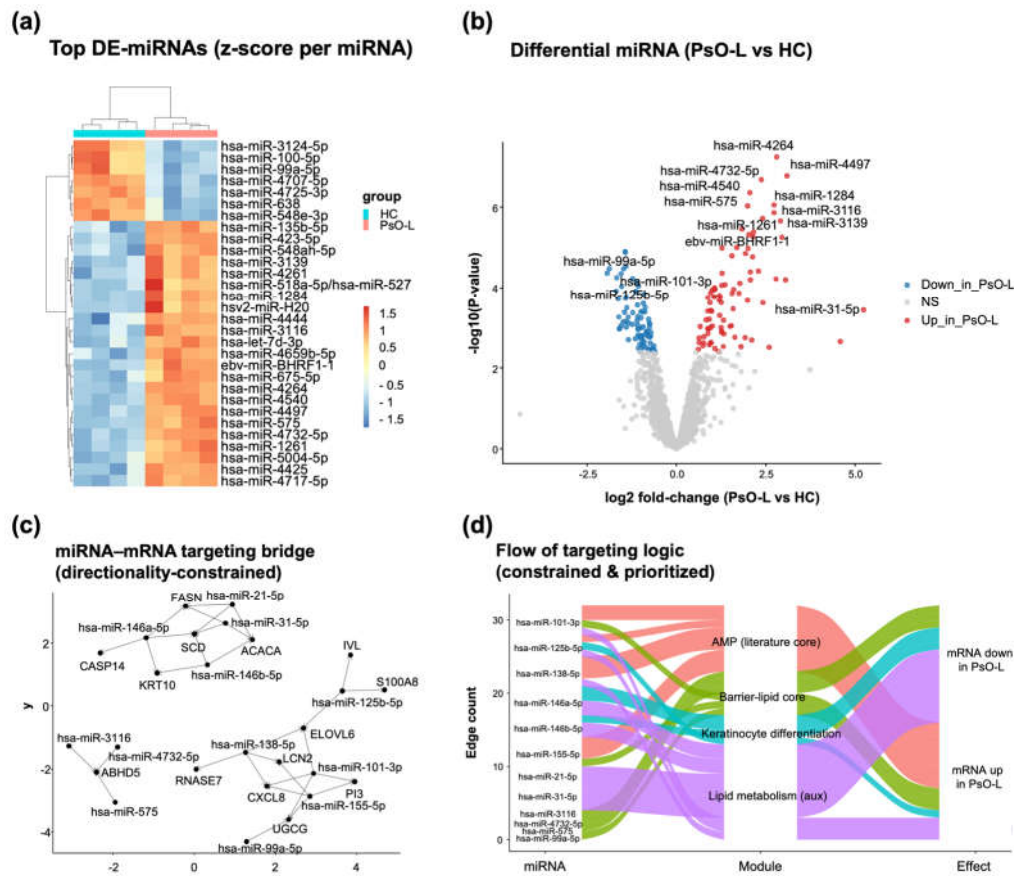 (a)
Top DE-miRNAs (z-score per miRNA)
hsa-miR-3124-5p
hsa-miR-100-5p
hsa-miR-99a-5p
hsa-miR-4707-5p
hsa-miR-4725-3p
hsa-miR-638
hsa-miR-548e-3p
hsa-miR-135b-5p
hsa-miR-423-5p
hsa-miR-548ah-5p
hsa-miR-3139
hsa-miR-4261
hsa-miR-518a-5p/hsa-miR-527
hsa-miR-1284
hsv2-miR-H20
hsa-miR-4444
hsa-miR-3116
hsa-let-7d-3p
hsa-miR-4659b-5p
ebv-miR-BHRF1-1
hsa-miR-675-5p
hsa-miR-4264
hsa-miR-4540
hsa-miR-4497
hsa-miR-575
hsa-miR-4732-5p
hsa-miR-1261
hsa-miR-5004-5p
hsa-miR-4425
hsa-miR-4717-5p
group
HC
PsO-L
1.5
1
0.5
0
- 0.5
- 1
- 1.5
(b)
Differential miRNA (PsO-L vs HC)
hsa-miR-4264
hsa-miR-4732-5p
hsa-miR-4497
hsa-miR-4540
hsa-miR-575
hsa-miR-1284
hsa-miR-3116
hsa-miR-1261
hsa-miR-3139
ebv-miR-BHRF1-1
hsa-miR-99a-5p
hsa-miR-101-3p
hsa-miR-125b-5p
hsa-miR-31-5p
-log10(P value)
6
4
2
0
-2.5
0.0
2.5
5.0
log2 fold-change (PsO-L vs HC)
Down_in_PsO-L
NS
Up_in_PsO-L
(c)
miRNA–mRNA targeting bridge
(directionality-constrained)
FASN
hsa-miR-21-5p
hsa-miR-146a-5p
hsa-miR-31-5p
SCD
ACACA
CASP14
KRT10
hsa-miR-146b-5p
IVL
S100A8
hsa-miR-125b-5p
ELOVL6
hsa-miR-3116
hsa-miR-138-5p
hsa-miR-4732-5p
LCN2
ABHD5
RNASE7
hsa-miR-101-3p
CXCL8
PI3
hsa-miR-155-5p
hsa-miR-575
UGCG
hsa-miR-99a-5p
y
2
0
-2
-4
-2
0
2
4
(d)
Flow of targeting logic
(constrained & prioritized)
Edge count
30
20
10
0
hsa-miR-101-3p
hsa-miR-125b-5p
hsa-miR-138-5p
hsa-miR-146a-5p
hsa-miR-146b-5p
hsa-miR-155-5p
hsa-miR-21-5p
hsa-miR-31-5p
hsa-miR-3116
hsa-miR-4732-5p
hsa-miR-575
hsa-miR-99a-5p
AMP (literature core)
Barrier-lipid core
Keratinocyte differentiation
Lipid metabolism (aux)
mRNA down
in PsO-L
mRNA up
in PsO-L
miRNA
Module
Effect